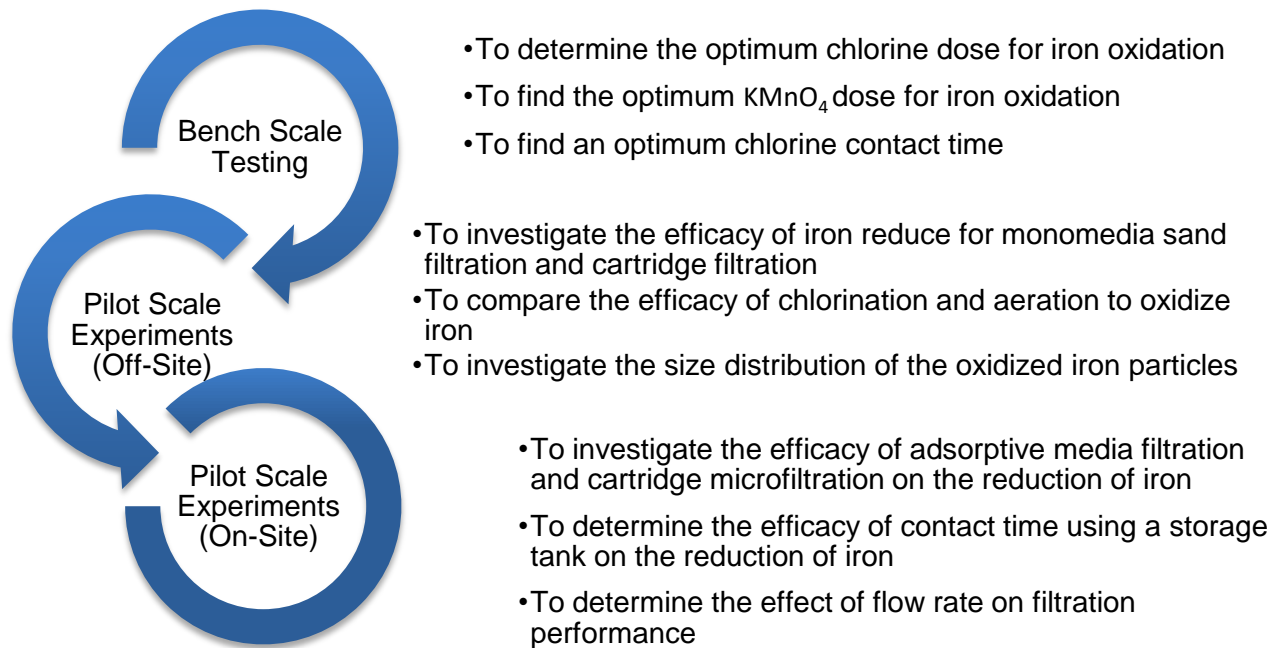 Bench Scale
Testing
•To determine the optimum chlorine dose for iron oxidation
•To find the optimum KMnO₄ dose for iron oxidation
•To find an optimum chlorine contact time
Pilot Scale
Experiments
(Off-Site)
•To investigate the efficacy of iron reduce for monomedia sand
filtration and cartridge filtration
•To compare the efficacy of chlorination and aeration to oxidize
iron
•To investigate the size distribution of the oxidized iron particles
Pilot Scale
Experiments
(On-Site)
•To investigate the efficacy of adsorptive media filtration
and cartridge microfiltration on the reduction of iron
•To determine the efficacy of contact time using a storage
tank on the reduction of iron
•To determine the effect of flow rate on filtration
performance